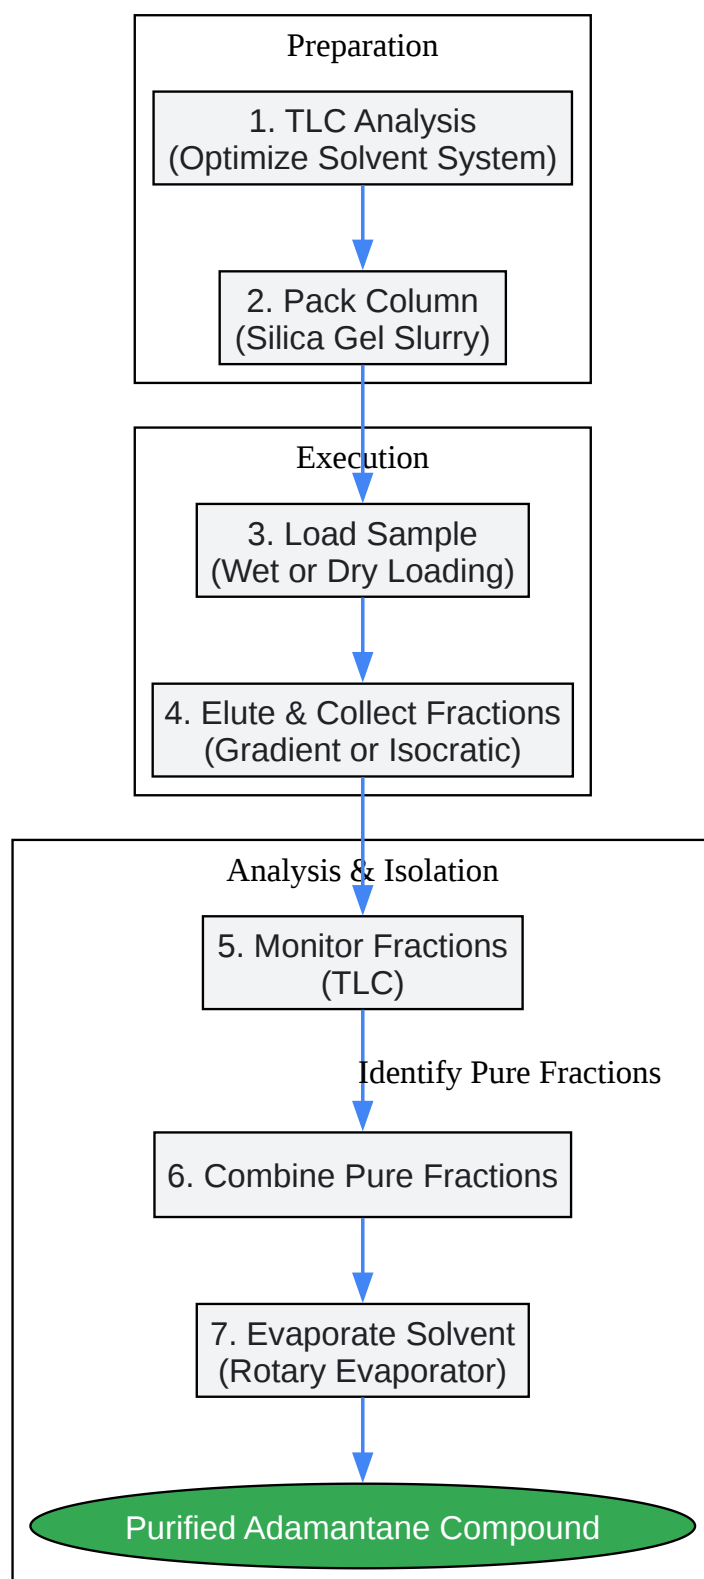 Preparation
1. TLC Analysis
(Optimize Solvent System)
2. Pack Column
(Silica Gel Slurry)
Execution
3. Load Sample
(Wet or Dry Loading)
4. Elute & Collect Fractions
(Gradient or Isocratic)
Analysis & Isolation
5. Monitor Fractions
(TLC)
Identify Pure Fractions
6. Combine Pure Fractions
7. Evaporate Solvent
(Rotary Evaporator)
Purified Adamantane Compound